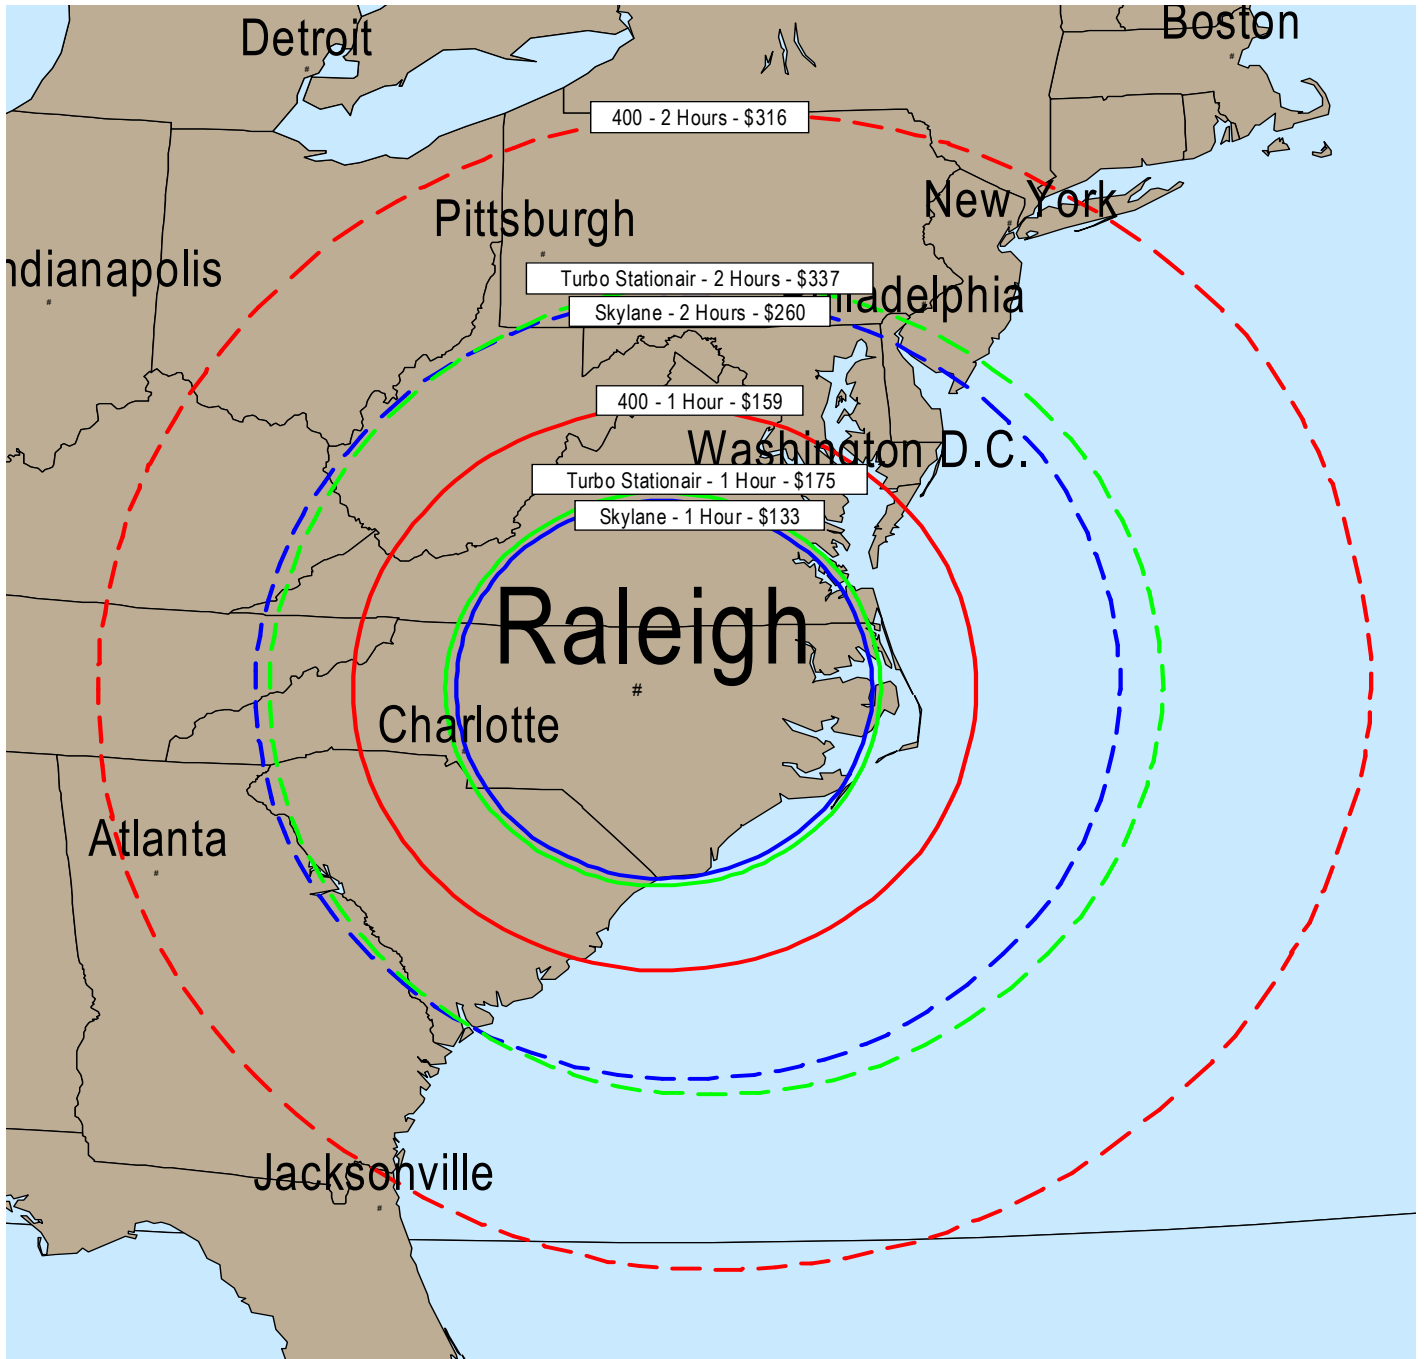 Boston
Detroit
400 - 2 Hours - $316
New York
Pittsburgh
ndianapolis
Turbo Stationair - 2 Hours - $337
iladelphia
Skylane - 2 Hours - $260
400 - 1 Hour - $159
Washington D.C.
Turbo Stationair - 1 Hour - $175
Skylane - 1 Hour - $133
Raleigh
Charlotte
Atlanta
Jacksonville